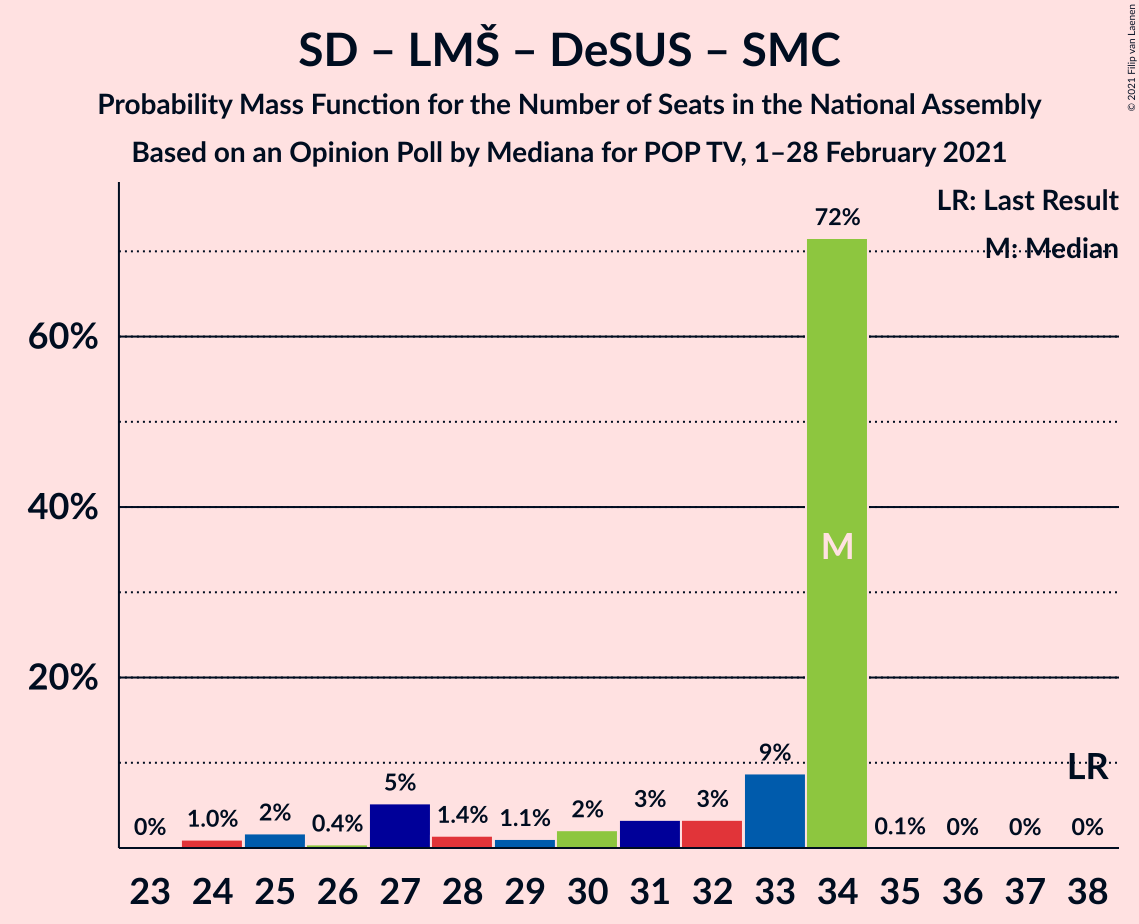 SD – LMŠ – DeSUS – SMC
Probability Mass Function for the Number of Seats in the National Assembly
Based on an Opinion Poll by Mediana for POP TV, 1–28 February 2021
© 2021 Filip van Laenen
LR: Last Result
M: Median
60%
40%
20%
0%
1.0%
2%
0.4%
5%
1.4%
1.1%
2%
3%
3%
9%
72%
M
0.1%
0%
0%
0%
LR
23 24 25 26 27 28 29 30 31 32 33 34 35 36 37 38